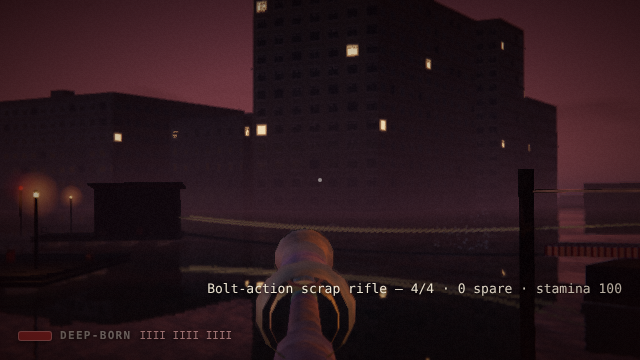 Bolt-action scrap rifle — 4/4 · 0 spare · stamina 100
DEEP-BORN IIII IIII IIII